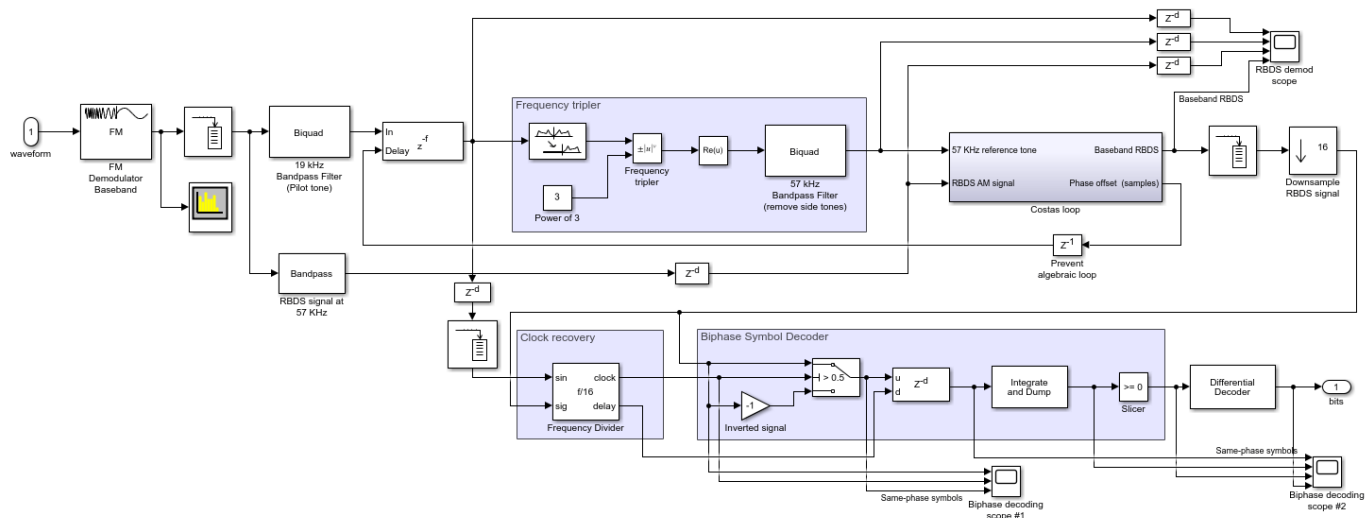 Z-d
Z-d
Z-d
RBDS demod
scope
Baseband RBDS
1
waveform
FM
FM
Demodulator
Baseband
Biquad
19 kHz
Bandpass Filter
(Pilot tone)
In
Delay
z-f
Frequency tripler
±|u|v
Frequency
tripler
3
Power of 3
Re(u)
Biquad
57 kHz
Bandpass Filter
(remove side tones)
57 KHz reference tone
RBDS AM signal
Baseband RBDS
Phase offset (samples)
Costas loop
16
Downsample
RBDS signal
Z-1
Prevent
algebraic loop
Bandpass
RBDS signal at
57 KHz
Z-d
Z-d
Clock recovery
sin
sig
f/16
clock
delay
Frequency Divider
Biphase Symbol Decoder
> 0.5
-1
Inverted signal
u
d
Z-d
Integrate
and Dump
>= 0
Slicer
Differential
Decoder
1
bits
Same-phase symbols
Biphase decoding
scope #1
Same-phase symbols
Biphase decoding
scope #2